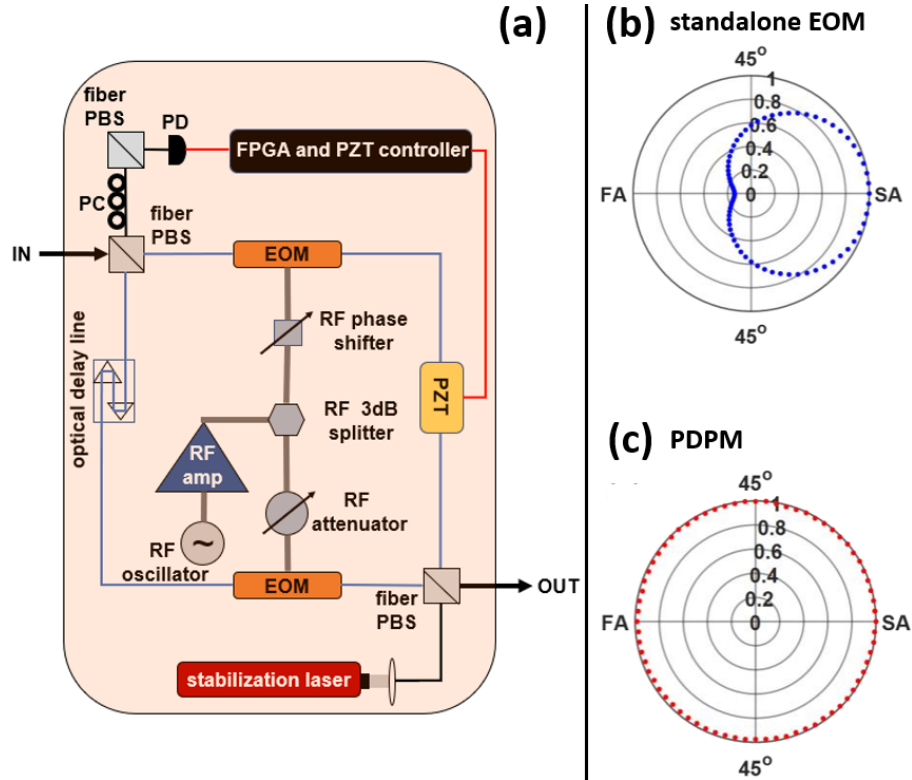 (a)
fiber
PBS
PD
FPGA and PZT controller
PC
fiber
PBS
IN
EOM
RF phase
shifter
optical delay line
PZT
RF 3dB
splitter
RF
amp
RF
attenuator
RF
oscillator
~
EOM
fiber
PBS
OUT
stabilization laser
(b) standalone EOM
45°
1
0.8
0.6
0.4
0.2
0
FA
SA
45°
(c) PDPM
45°
1
0.8
0.6
0.4
0.2
0
FA
SA
45°